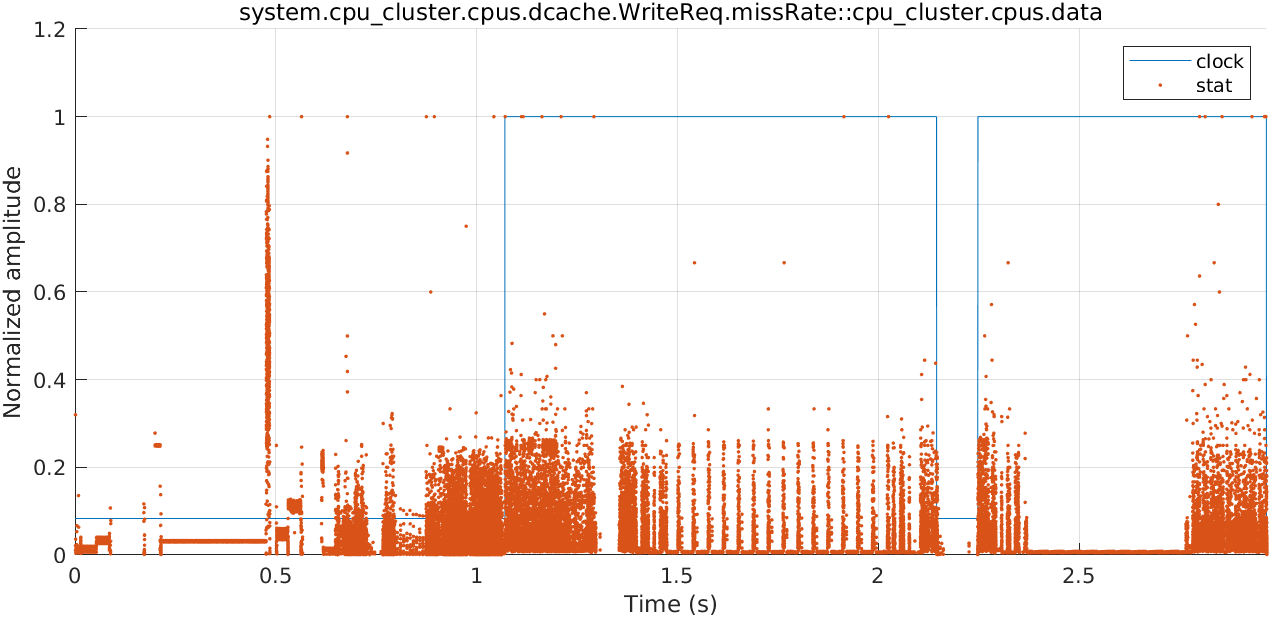 system.cpu_cluster.cpus.dcache.WriteReq.missRate::cpu_cluster.cpus.data
1.2
1
0.8
0.6
0.4
0.2
0
Normalized amplitude
clock
stat
0
0.5
1
1.5
2
2.5
Time (s)